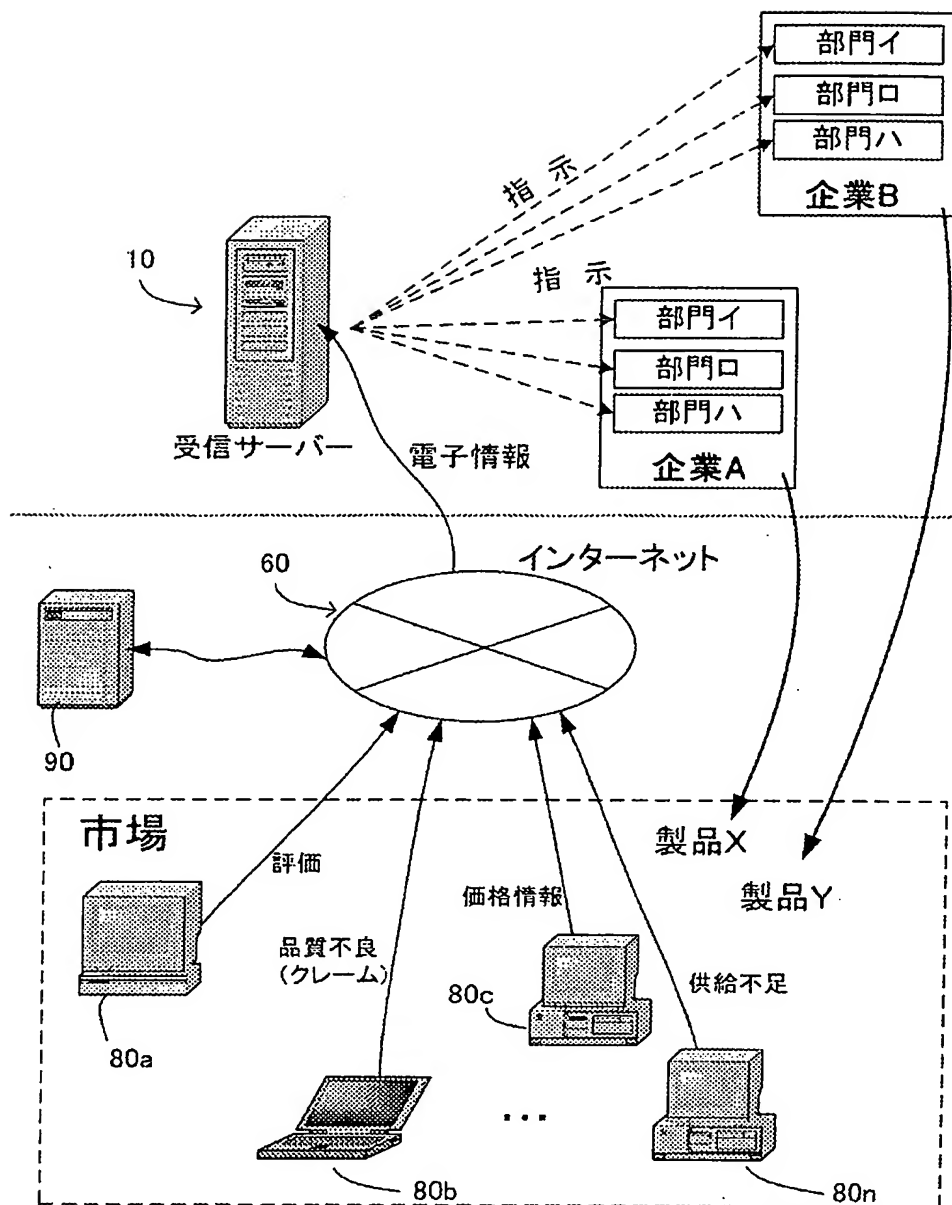 部門イ
部門ロ
部門ハ
企業B
指示
10
指示
部門イ
部門ロ
部門ハ
企業A
受信サーバー
電子情報
インターネット
60
90
市場
製品X
製品Y
評価
価格情報
品質不良
(クレーム)
供給不足
80c
80a
...
80b
80n